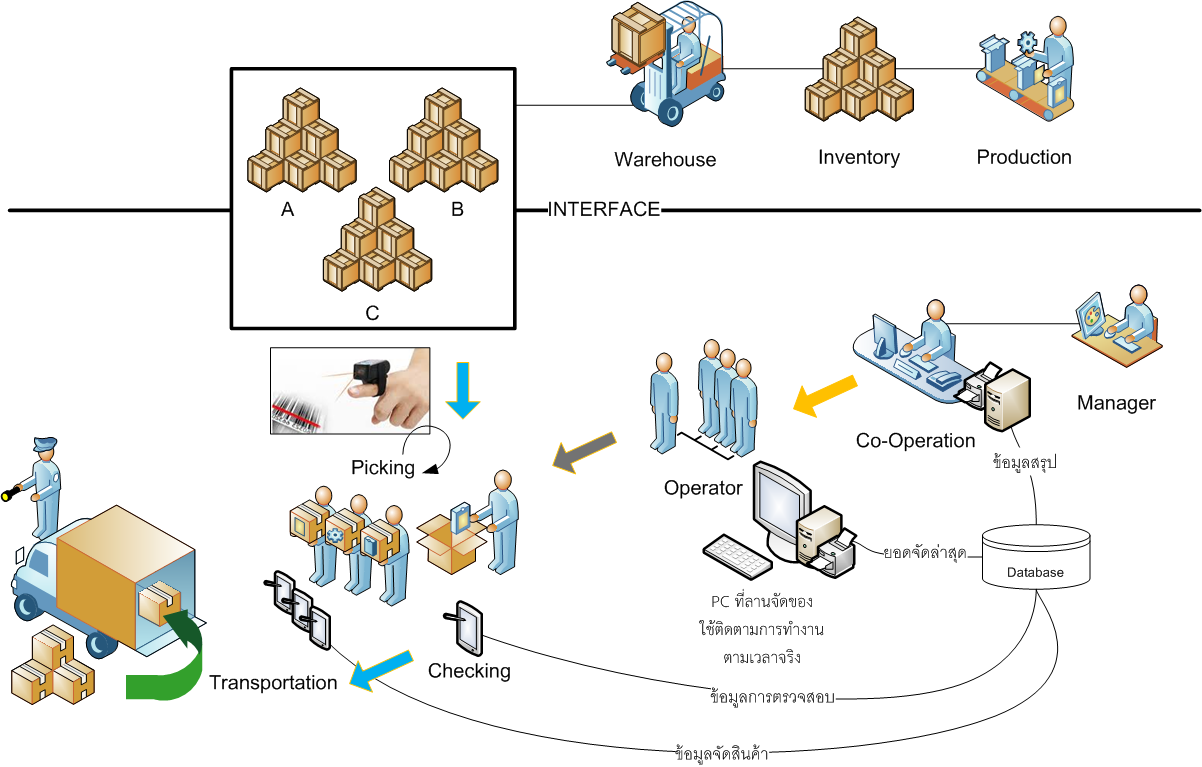 Warehouse
Inventory
Production
A
B
INTERFACE
C
Manager
Co-Operation
ข้อมูลสรุป
Picking
Operator
ยอดจัดล่าสุด
Database
PC ที่ลานจัดของ
ใช้ติดตามการทำงาน
ตามเวลาจริง
Checking
Transportation
ข้อมูลการตรวจสอบ
ข้อมูลจัดสินค้า